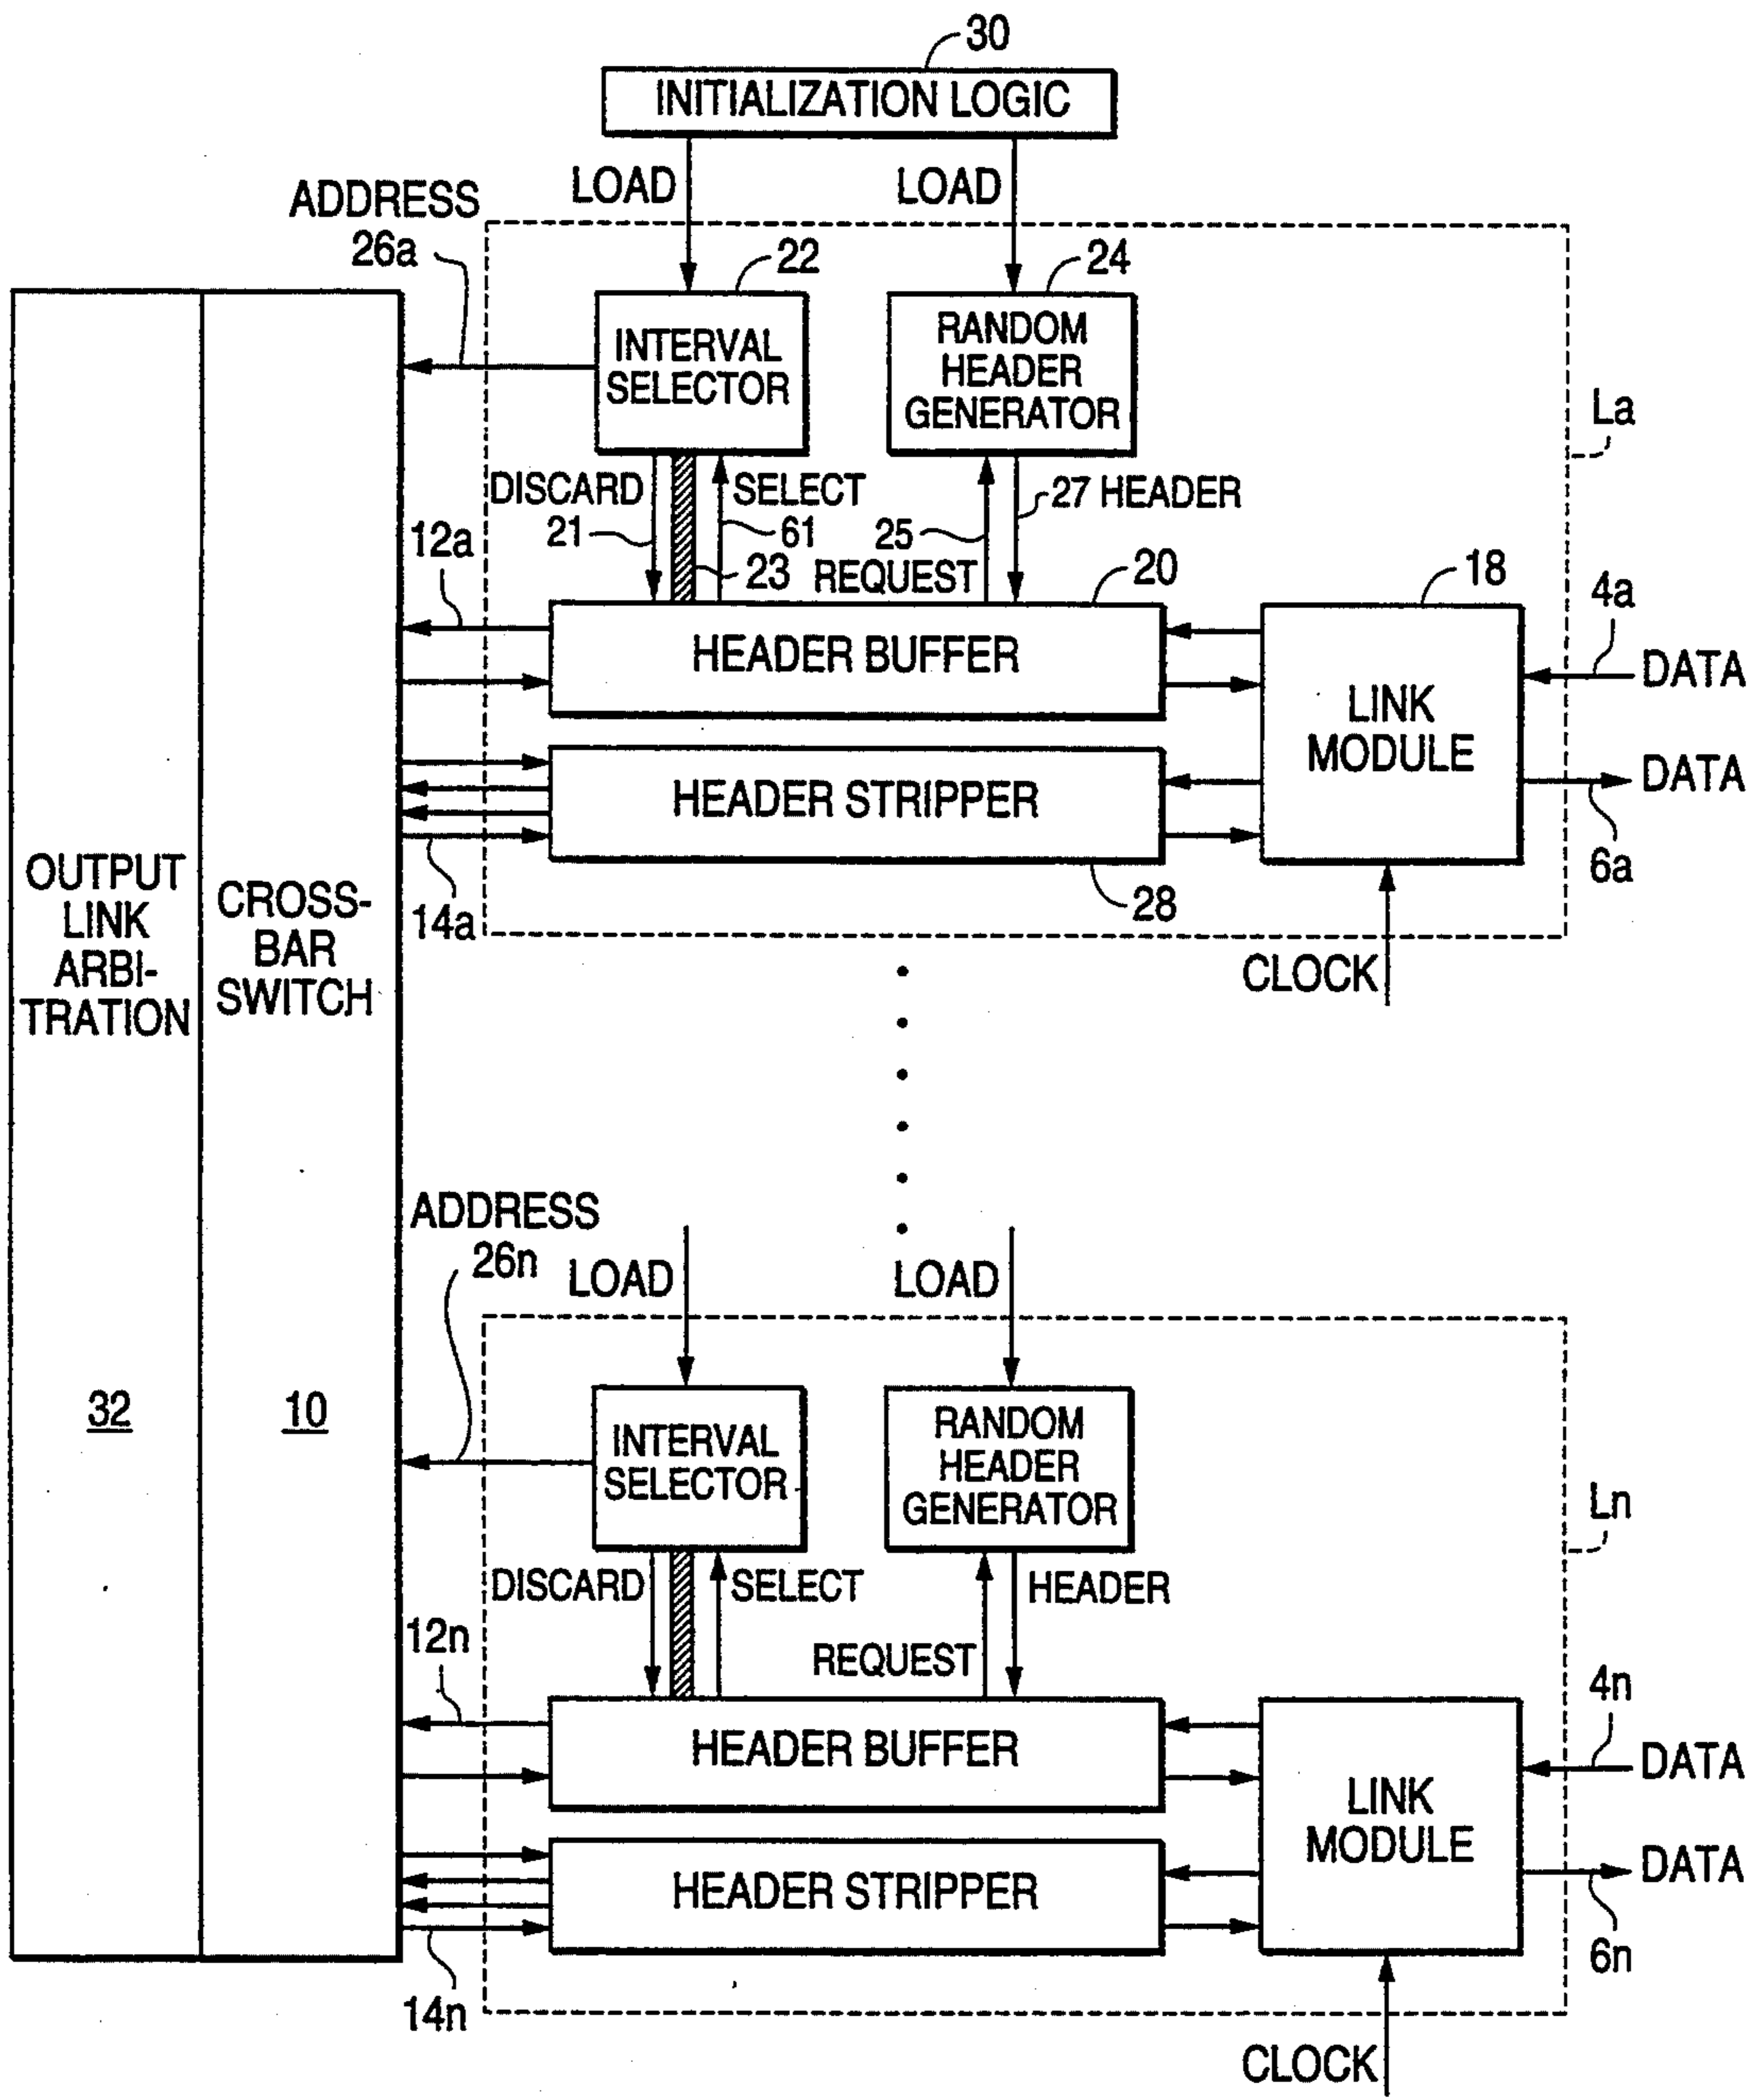 30
INITIALIZATION LOGIC
LOAD
LOAD
ADDRESS
26a
22
24
INTERVAL
SELECTOR
RANDOM
HEADER
GENERATOR
La
DISCARD
21
SELECT
61
23
25
REQUEST
27 HEADER
12a
20
18
4a
HEADER BUFFER
DATA
LINK
MODULE
HEADER STRIPPER
DATA
6a
14a
28
CLOCK
OUTPUT
LINK
ARBI-
TRATION
32
CROSS-
BAR
SWITCH
10
ADDRESS
26n
LOAD
LOAD
INTERVAL
SELECTOR
RANDOM
HEADER
GENERATOR
Ln
DISCARD
SELECT
HEADER
REQUEST
12n
4n
HEADER BUFFER
DATA
LINK
MODULE
HEADER STRIPPER
DATA
6n
14n
CLOCK